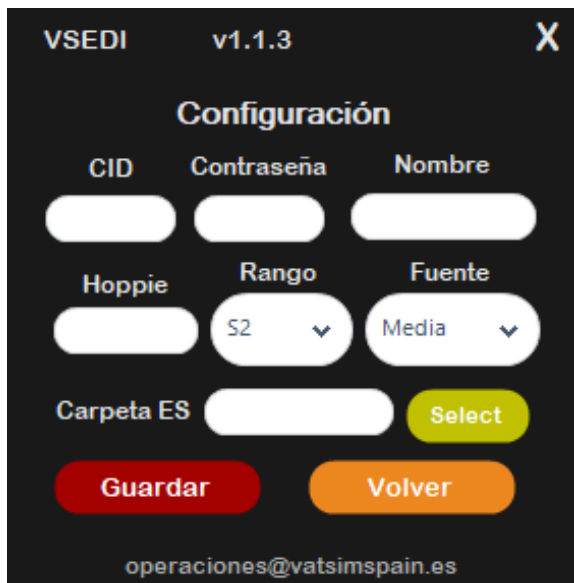 VSEDI v1.1.3 X
Configuración
CID Contraseña Nombre
Hoppie Rango Fuente
S2 Media
Carpeta ES Select
Guardar Volver
operaciones@vatsimspain.es